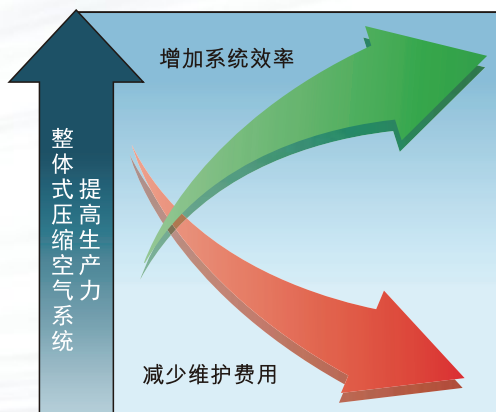 增加系统效率
整体式压缩空气系统
提高生产力
减少维护费用